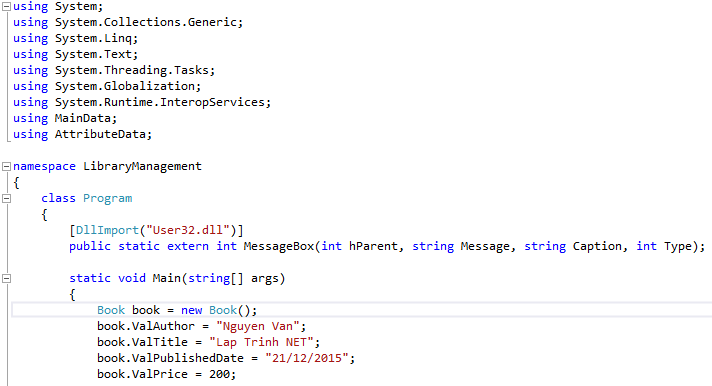 using System;
using System.Collections.Generic;
using System.Linq;
using System.Text;
using System.Threading.Tasks;
using System.Globalization;
using System.Runtime.InteropServices;
using MainData;
using AttributeData;
namespace LibraryManagement
{
class Program
{
[DllImport("User32.dll")]
public static extern int MessageBox(int hParent, string Message, string Caption, int Type);
static void Main(string[] args)
{
Book book = new Book();
book.ValAuthor = "Nguyen Van";
book.ValTitle = "Lap Trinh NET";
book.ValPublishedDate = "21/12/2015";
book.ValPrice = 200;